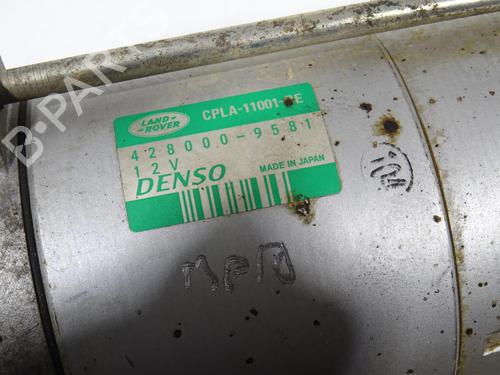 LAND-
-ROVER
CPLA-11001-
428000-9581
12V
MADE IN JAPAN
DENSO
B-PARTS